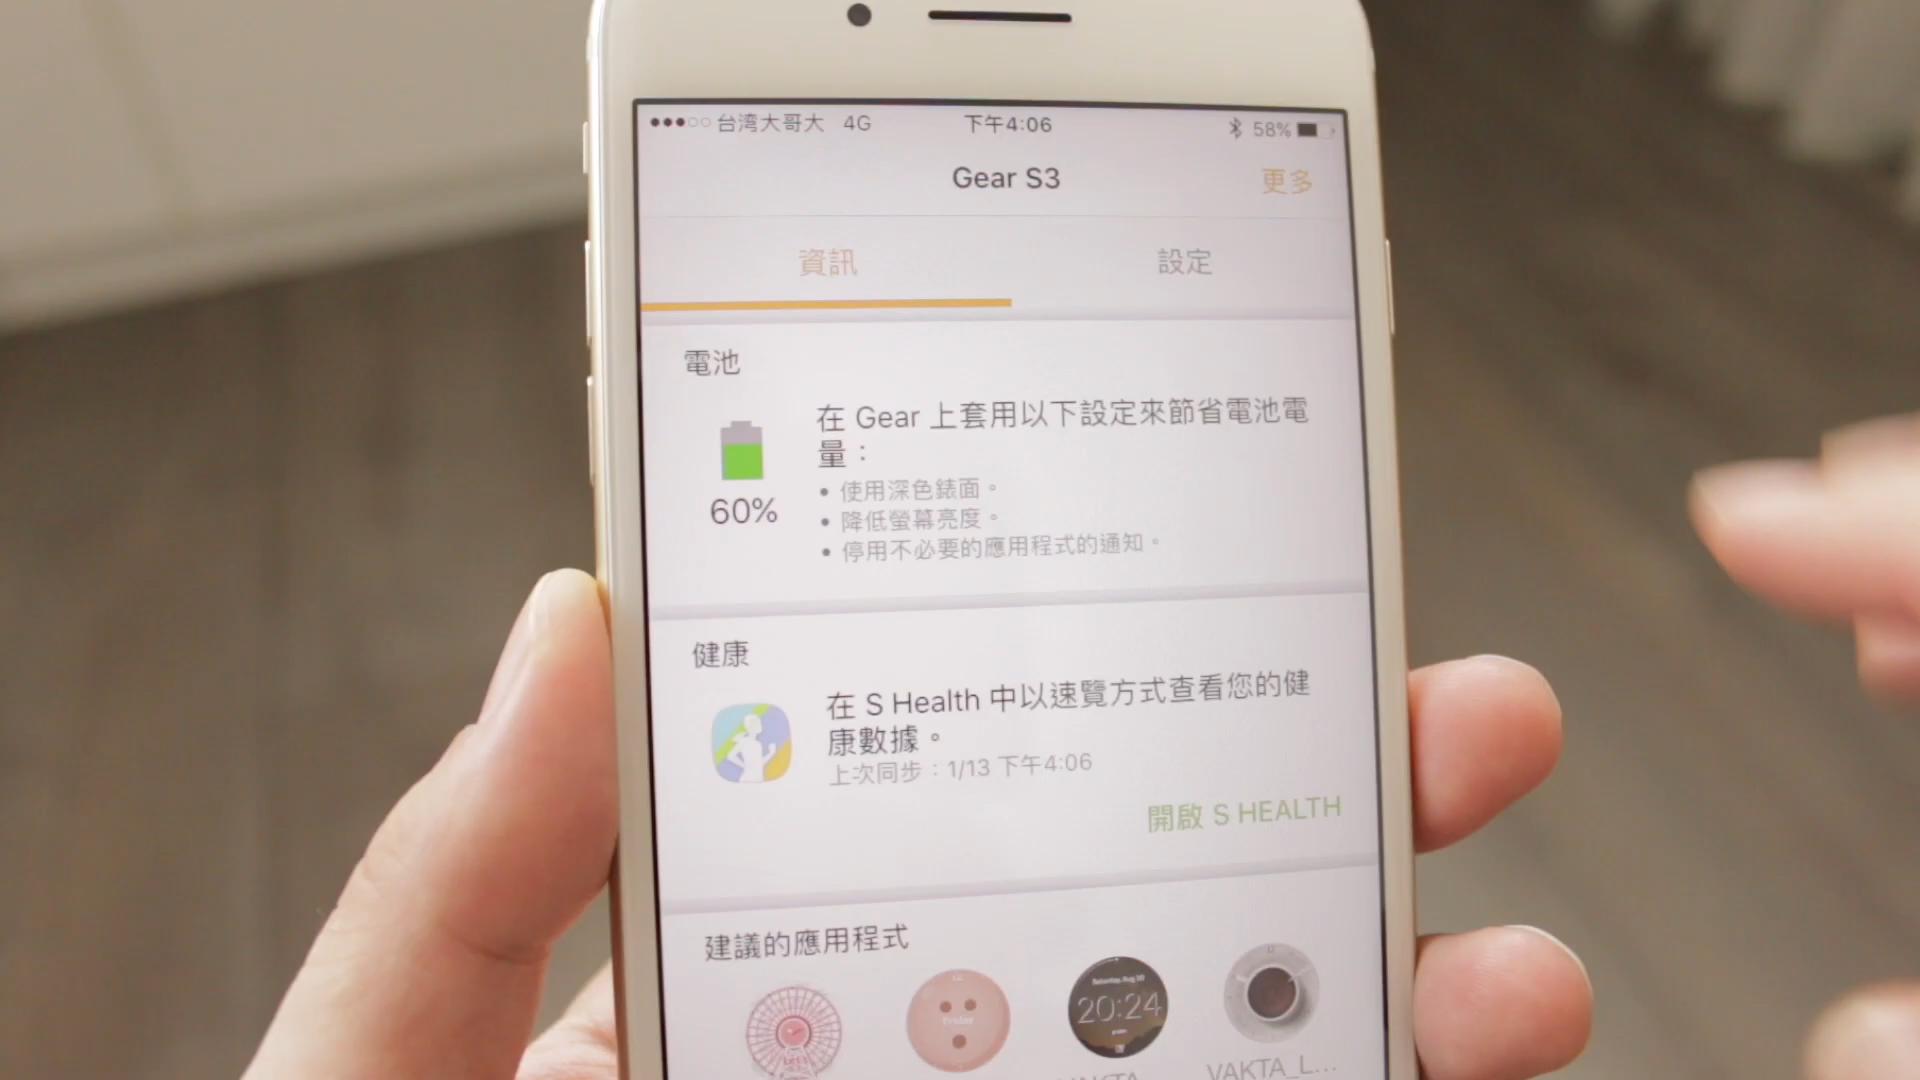 台湾大哥大 4G 下午4:06 58%
Gear S3 更多
資訊 設定
電池
在 Gear 上套用以下設定來節省電池電
量：
60%
• 使用深色錶面。
• 降低螢幕亮度。
• 停用不必要的應用程式的通知。
健康
在 S Health 中以速覽方式查看您的健
康數據。
上次同步：1/13 下午4:06
開啟 S HEALTH
建議的應用程式
20:24
VAKTA_L...